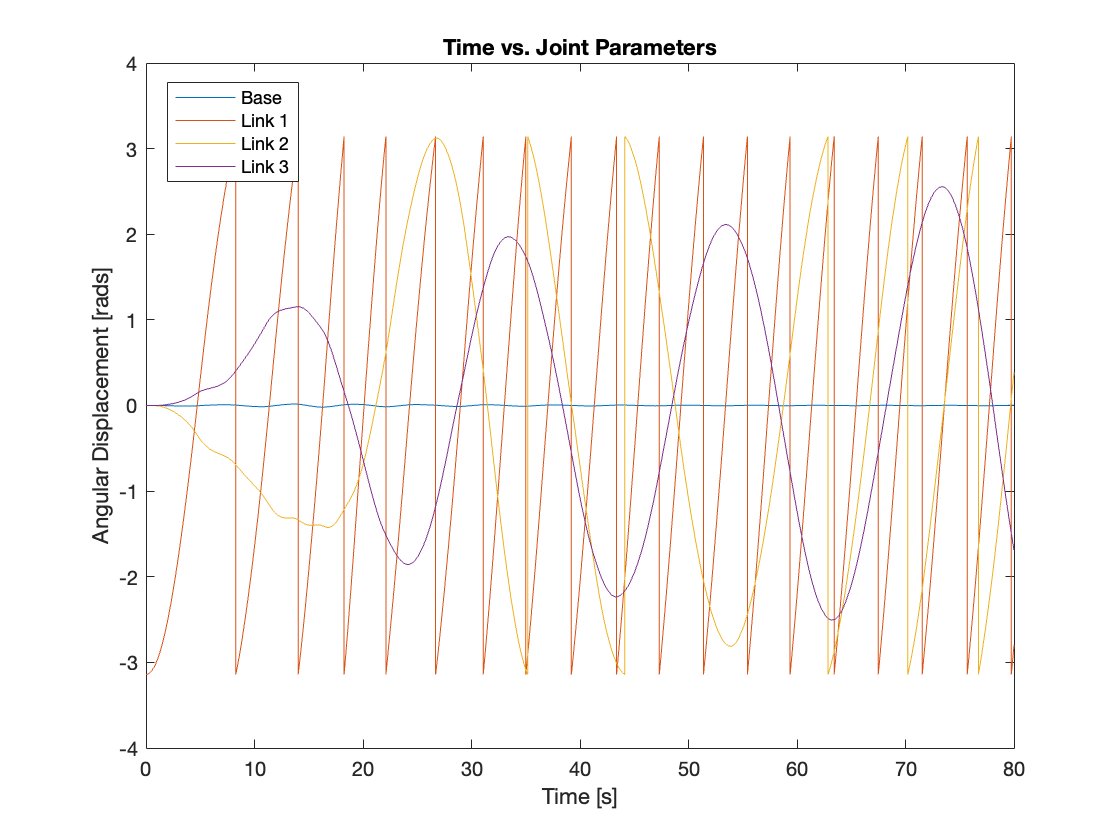 Time vs. Joint Parameters
4
3
2
1
0
-1
-2
-3
-4
Angular Displacement [rads]
Base
Link 1
Link 2
Link 3
0 10 20 30 40 50 60 70 80
Time [s]